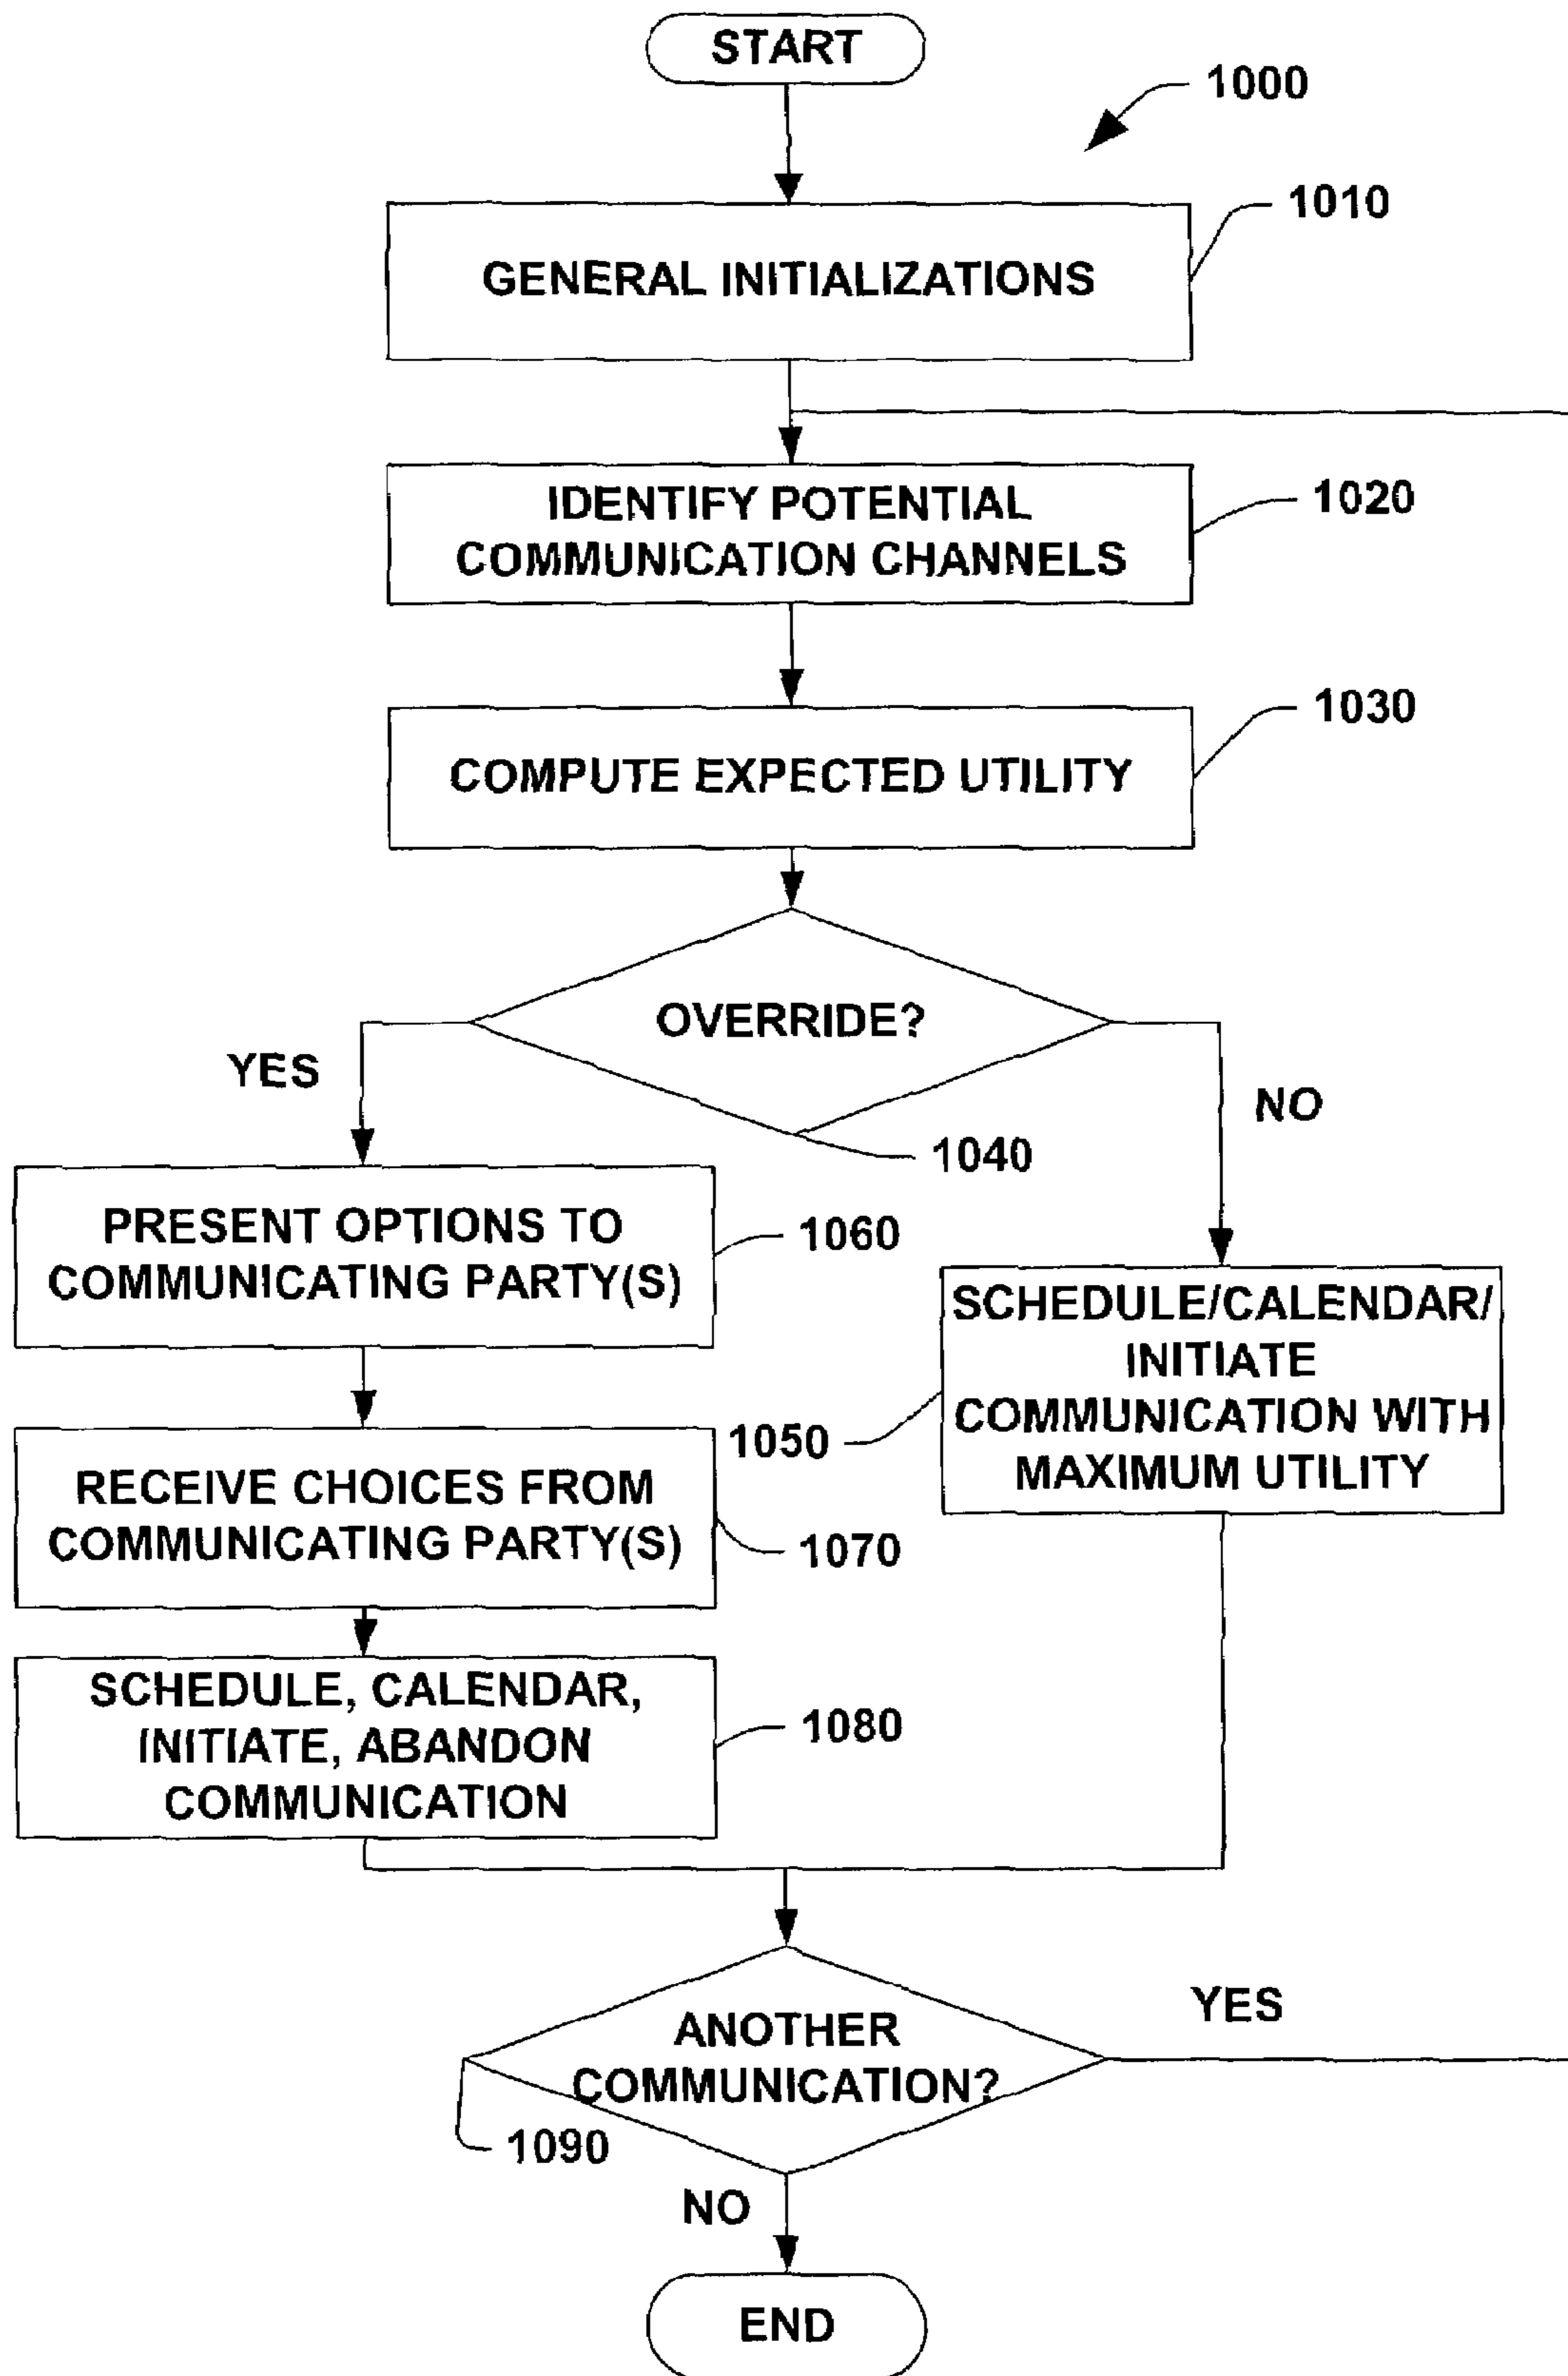 START
1000
1010
GENERAL INITIALIZATIONS
IDENTIFY POTENTIAL
COMMUNICATION CHANNELS
1020
1030
COMPUTE EXPECTED UTILITY
OVERRIDE?
YES
NO
1040
PRESENT OPTIONS TO
COMMUNICATING PARTY(S)
1060
SCHEDULE/CALENDAR/
INITIATE
COMMUNICATION WITH
MAXIMUM UTILITY
1050
RECEIVE CHOICES FROM
COMMUNICATING PARTY(S)
1070
SCHEDULE, CALENDAR,
INITIATE, ABANDON
COMMUNICATION
1080
ANOTHER
COMMUNICATION?
YES
1090
NO
END